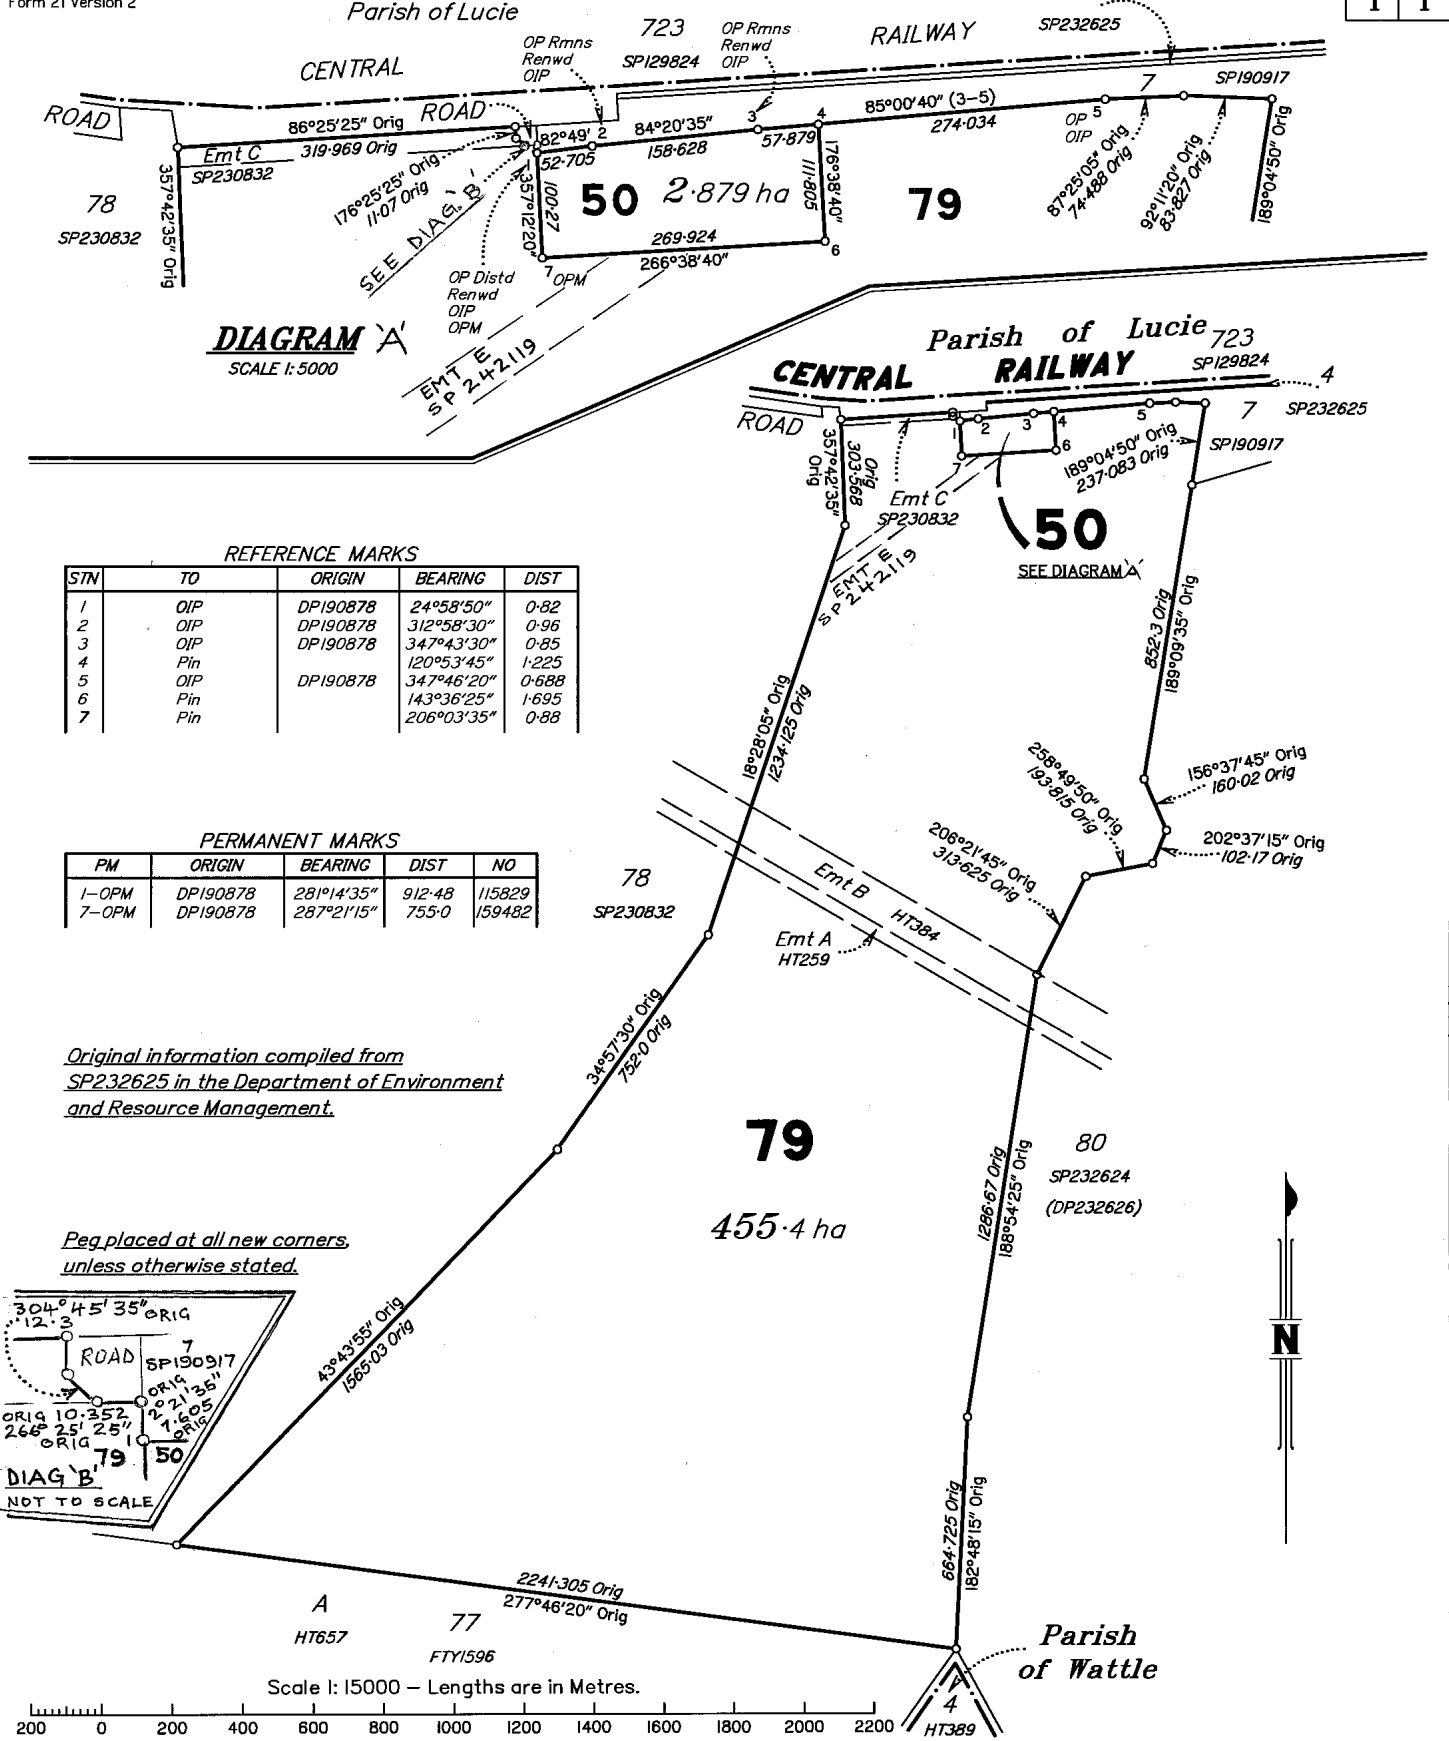 Form 21 Version 2
1 1
Parish of Lucie
723
SP129824
OP Rmns
Renwd
OIP
OP Rmns
Renwd
OIP
RAILWAY
SP232625
CENTRAL
7
SP190917
ROAD
ROAD
86°25'25" Orig
319·969 Orig
Emt C
SP230832
82°49'
52·705
2
84°20'35"
158·628
3
57·879
4
85°00'40" (3-5)
274·034
OP
OIP
5
87°25'05" Orig
74·488 Orig
92°11'20" Orig
83·827 Orig
189°04'50" Orig
78
SP230832
357°42'35" Orig
176°25'25" Orig
11·07 Orig
SEE DIAG. 'B'
1
357°12'20"
100·27
50
2·879 ha
176°38'40"
111·805
79
269·924
266°38'40"
6
7
OPM
OP Distd
Renwd
OIP
OPM
EMT E
SP 242119
DIAGRAM 'A'
SCALE 1:5000
Parish of Lucie
723
SP129824
CENTRAL RAILWAY
4
SP232625
ROAD
1
2
3
4
5
6
7
7
SP190917
357°42'35"
Orig
303·568
Orig
189°04'50" Orig
237·083 Orig
Emt C
SP230832
50
SEE DIAGRAM 'A'
EMT E
SP 242119
REFERENCE MARKS
STN TO ORIGIN BEARING DIST
1 OIP DP190878 24°58'50" 0·82
2 OIP DP190878 312°58'30" 0·96
3 OIP DP190878 347°43'30" 0·85
4 Pin 120°53'45" 1·225
5 OIP DP190878 347°46'20" 0·688
6 Pin 143°36'25" 1·695
7 Pin 206°03'35" 0·88
852·3 Orig
189°09'35" Orig
18°28'05" Orig
1234·125 Orig
258°49'50" Orig
193·815 Orig
156°37'45" Orig
160·02 Orig
206°21'45" Orig
313·625 Orig
202°37'15" Orig
102·17 Orig
PERMANENT MARKS
PM ORIGIN BEARING DIST NO
1-OPM DP190878 281°14'35" 912·48 115829
7-OPM DP190878 287°21'15" 755·0 159482
78
SP230832
Emt B
HT384
Emt A
HT259
34°57'30" Orig
752·0 Orig
Original information compiled from
SP232625 in the Department of Environment
and Resource Management.
79
455·4 ha
80
SP232624
(DP232626)
1286·67 Orig
188°54'25" Orig
Peg placed at all new corners,
unless otherwise stated.
304°45'35" ORIG
12.3
ROAD
7
SP190917
ORIG
2°21'35"
7.605
ORIG
ORIG 10.352
266° 25' 25"
ORIG
1
79
50
DIAG 'B'
NOT TO SCALE
43°43'55" Orig
1565·03 Orig
N
664·725 Orig
182°48'15" Orig
2241·305 Orig
277°46'20" Orig
A
HT657
77
FTY1596
Parish
of Wattle
4
HT389
Scale 1:15000 – Lengths are in Metres.
200 0 200 400 600 800 1000 1200 1400 1600 1800 2000 2200